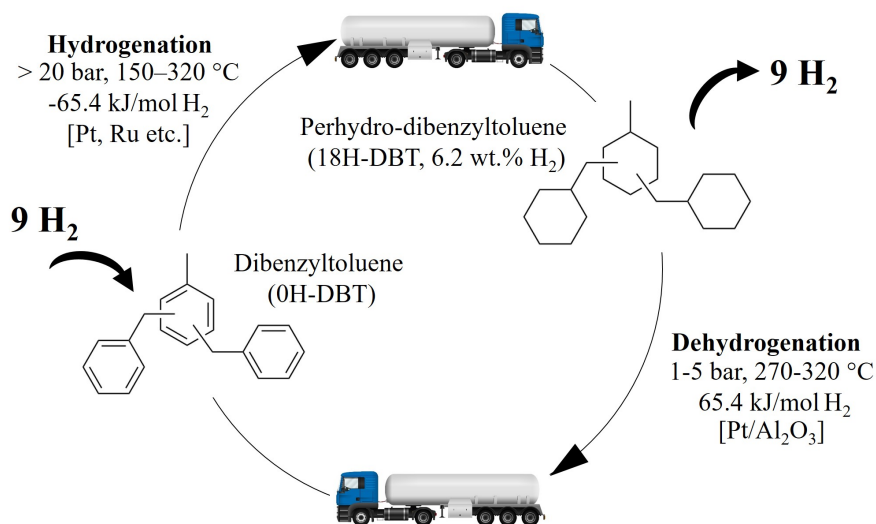 Hydrogenation
> 20 bar, 150–320 °C
-65.4 kJ/mol H₂
[Pt, Ru etc.]
9 H₂
Perhydro-dibenzyltoluene
(18H-DBT, 6.2 wt.% H₂)
9 H₂
Dibenzyltoluene
(0H-DBT)
Dehydrogenation
1-5 bar, 270-320 °C
65.4 kJ/mol H₂
[Pt/Al₂O₃]